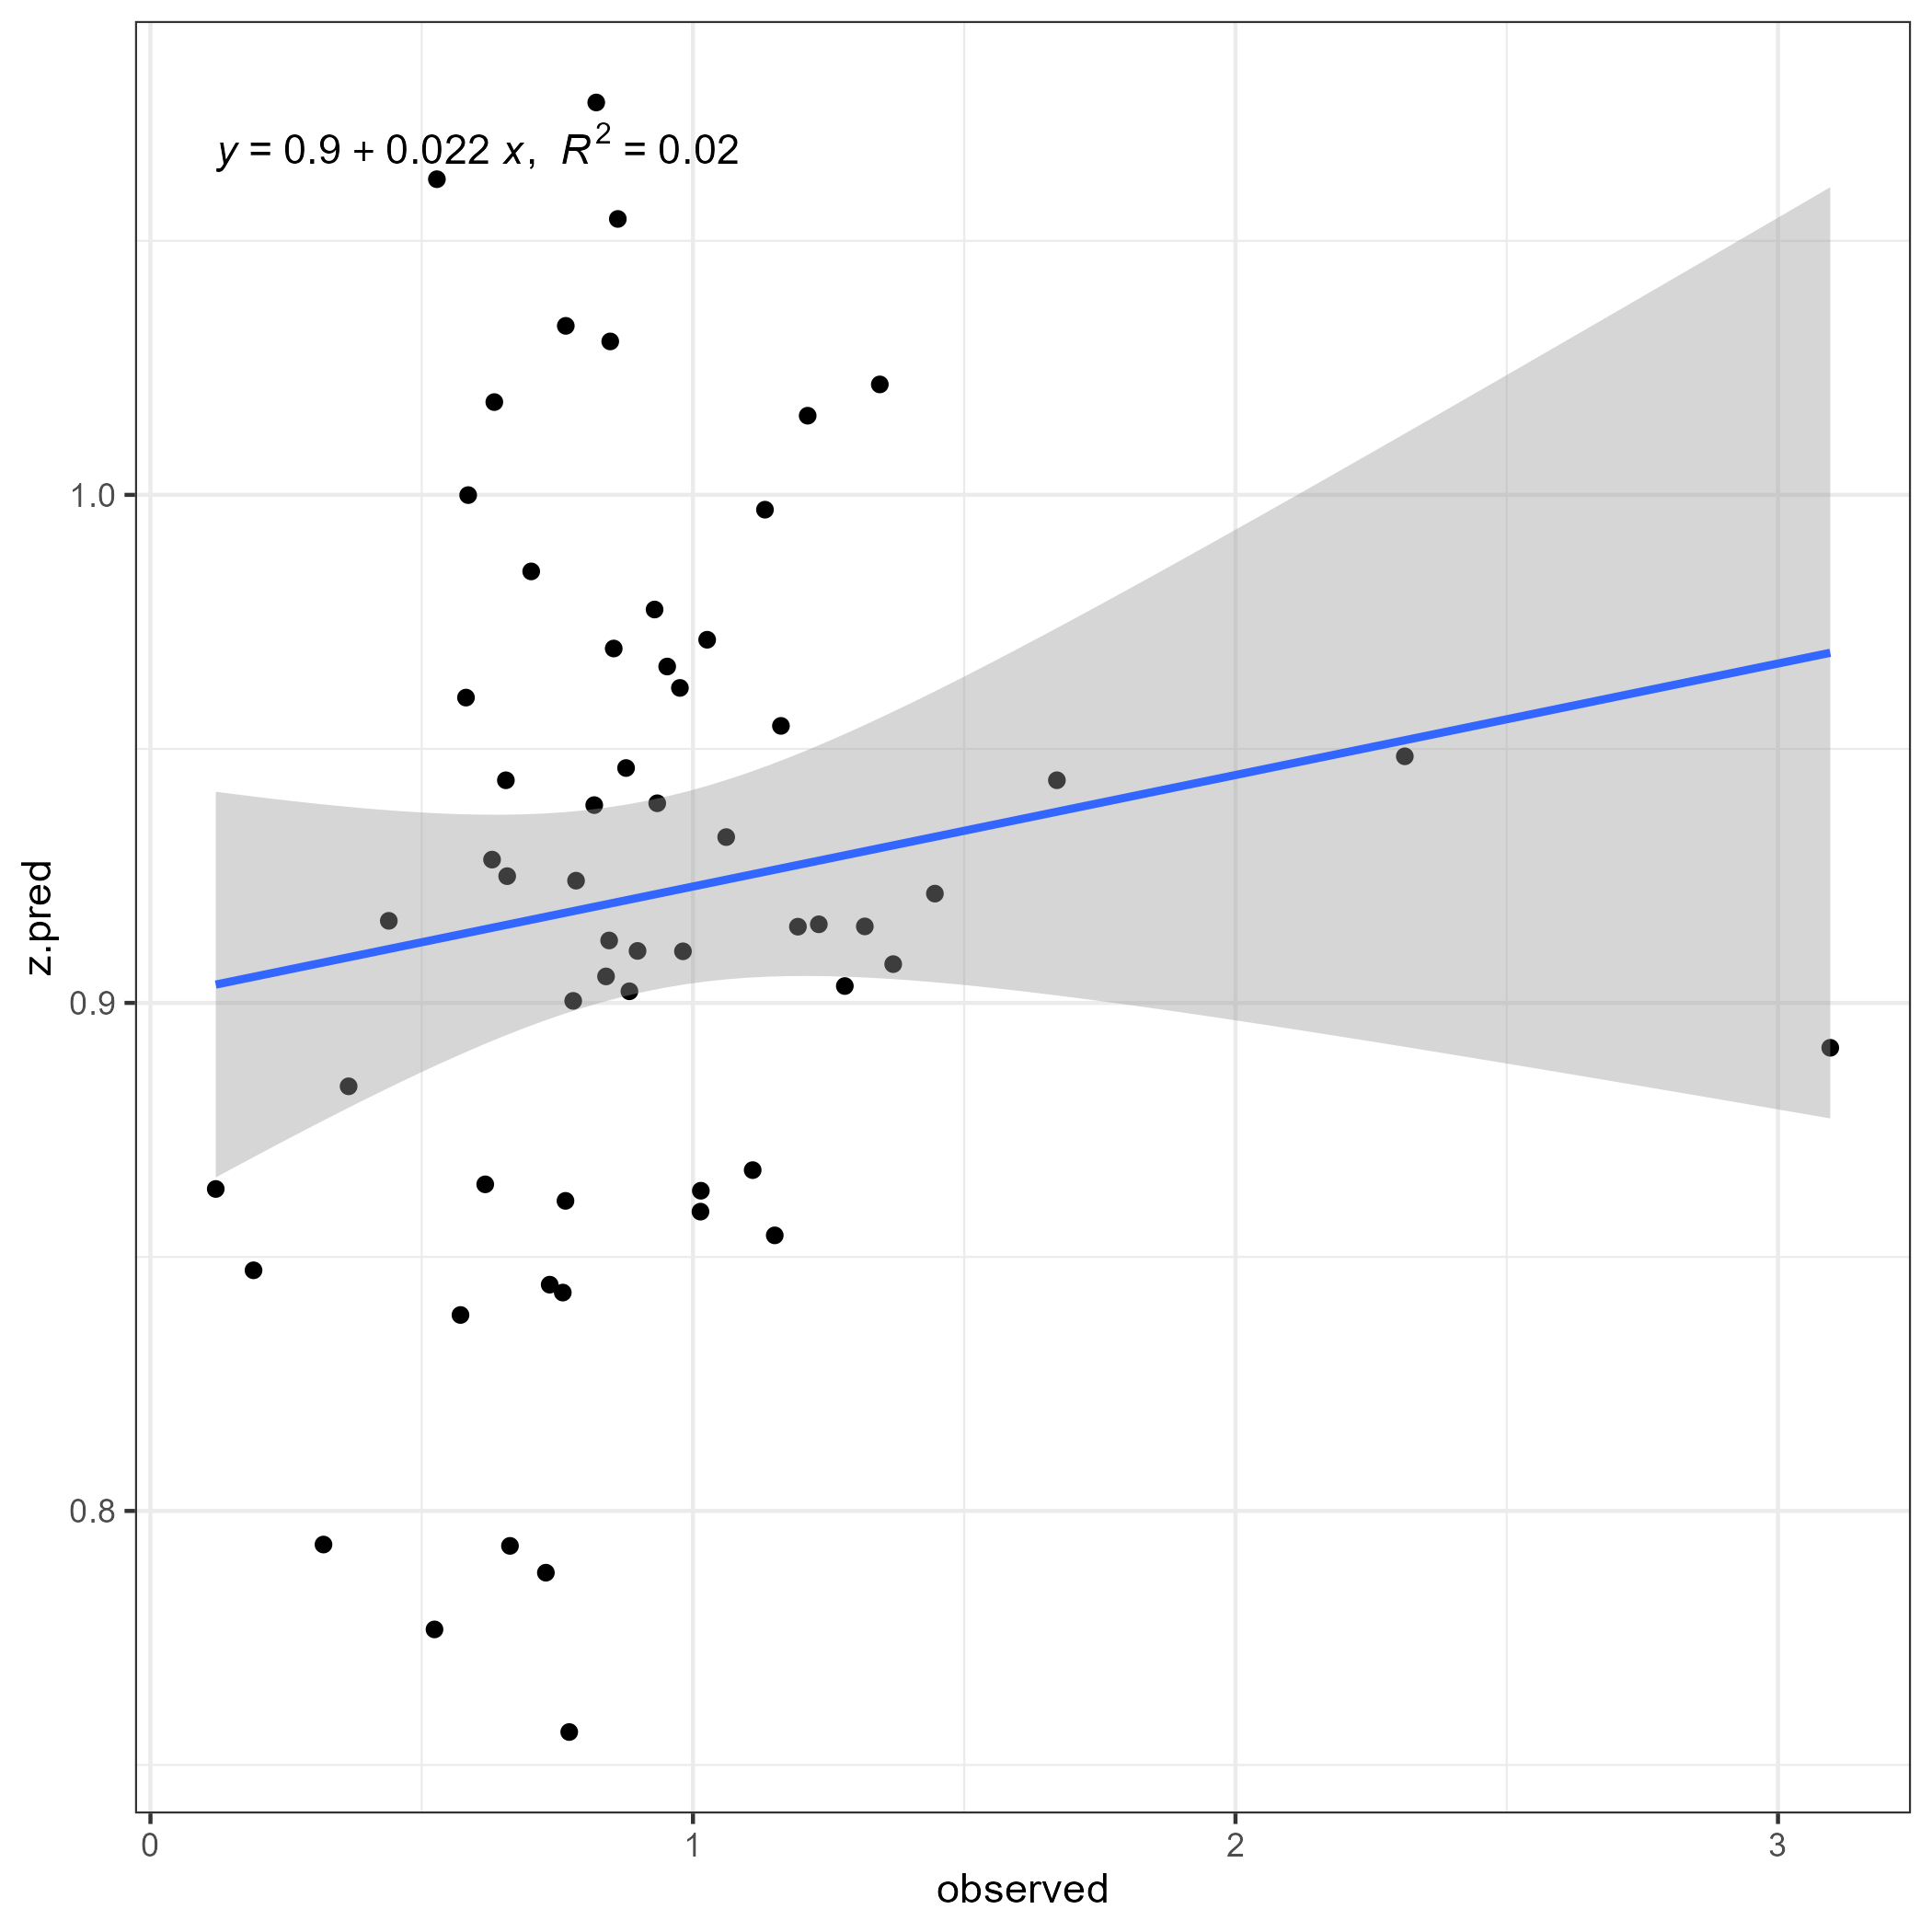 y = 0.9 + 0.022 x, R² = 0.02
1.0
0.9
0.8
z.pred
0 1 2 3
observed